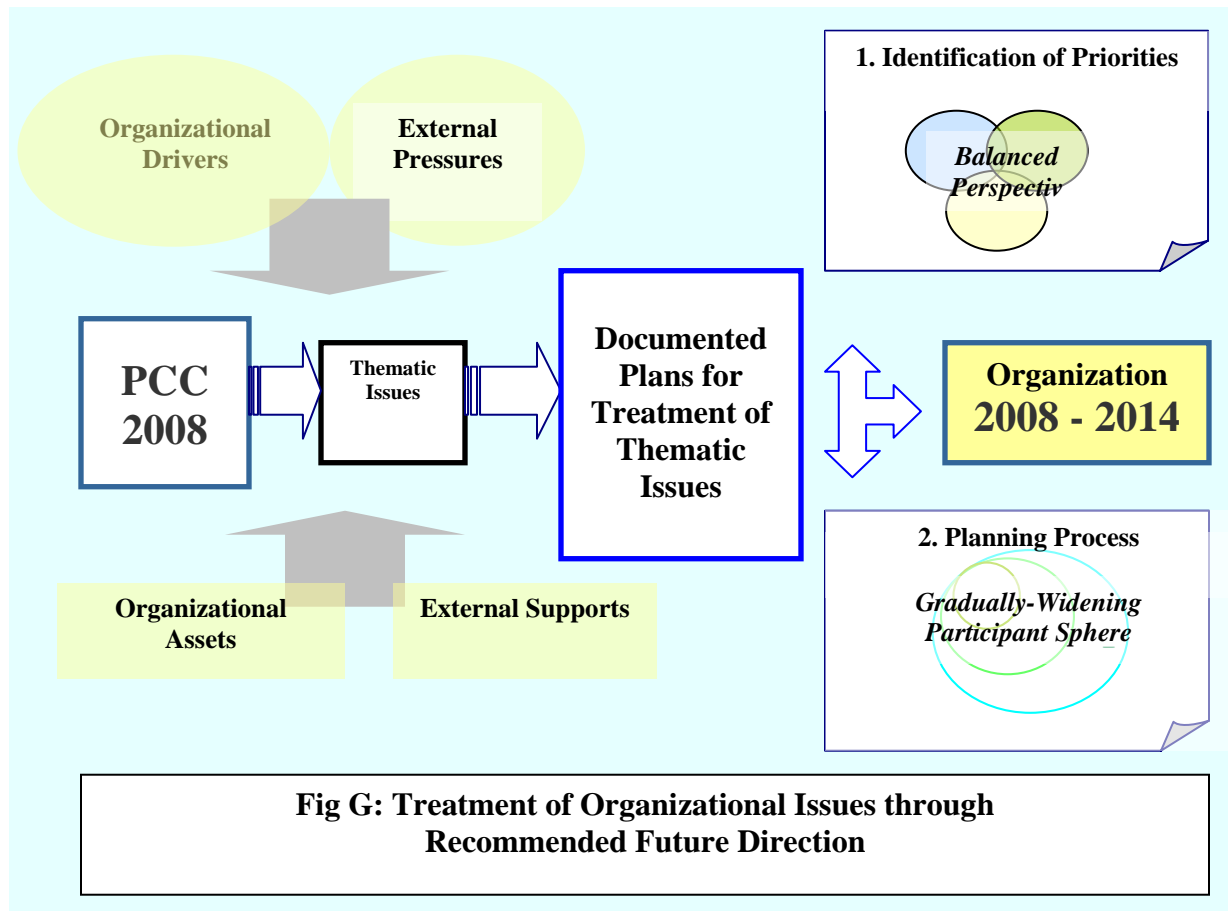 Organizational
Drivers
External
Pressures
1. Identification of Priorities
Balanced
Perspectiv
PCC
2008
Thematic
Issues
Documented
Plans for
Treatment of
Thematic
Issues
Organization
2008 - 2014
Organizational
Assets
External Supports
2. Planning Process
Gradually-Widening
Participant Sphere
Fig G: Treatment of Organizational Issues through
Recommended Future Direction